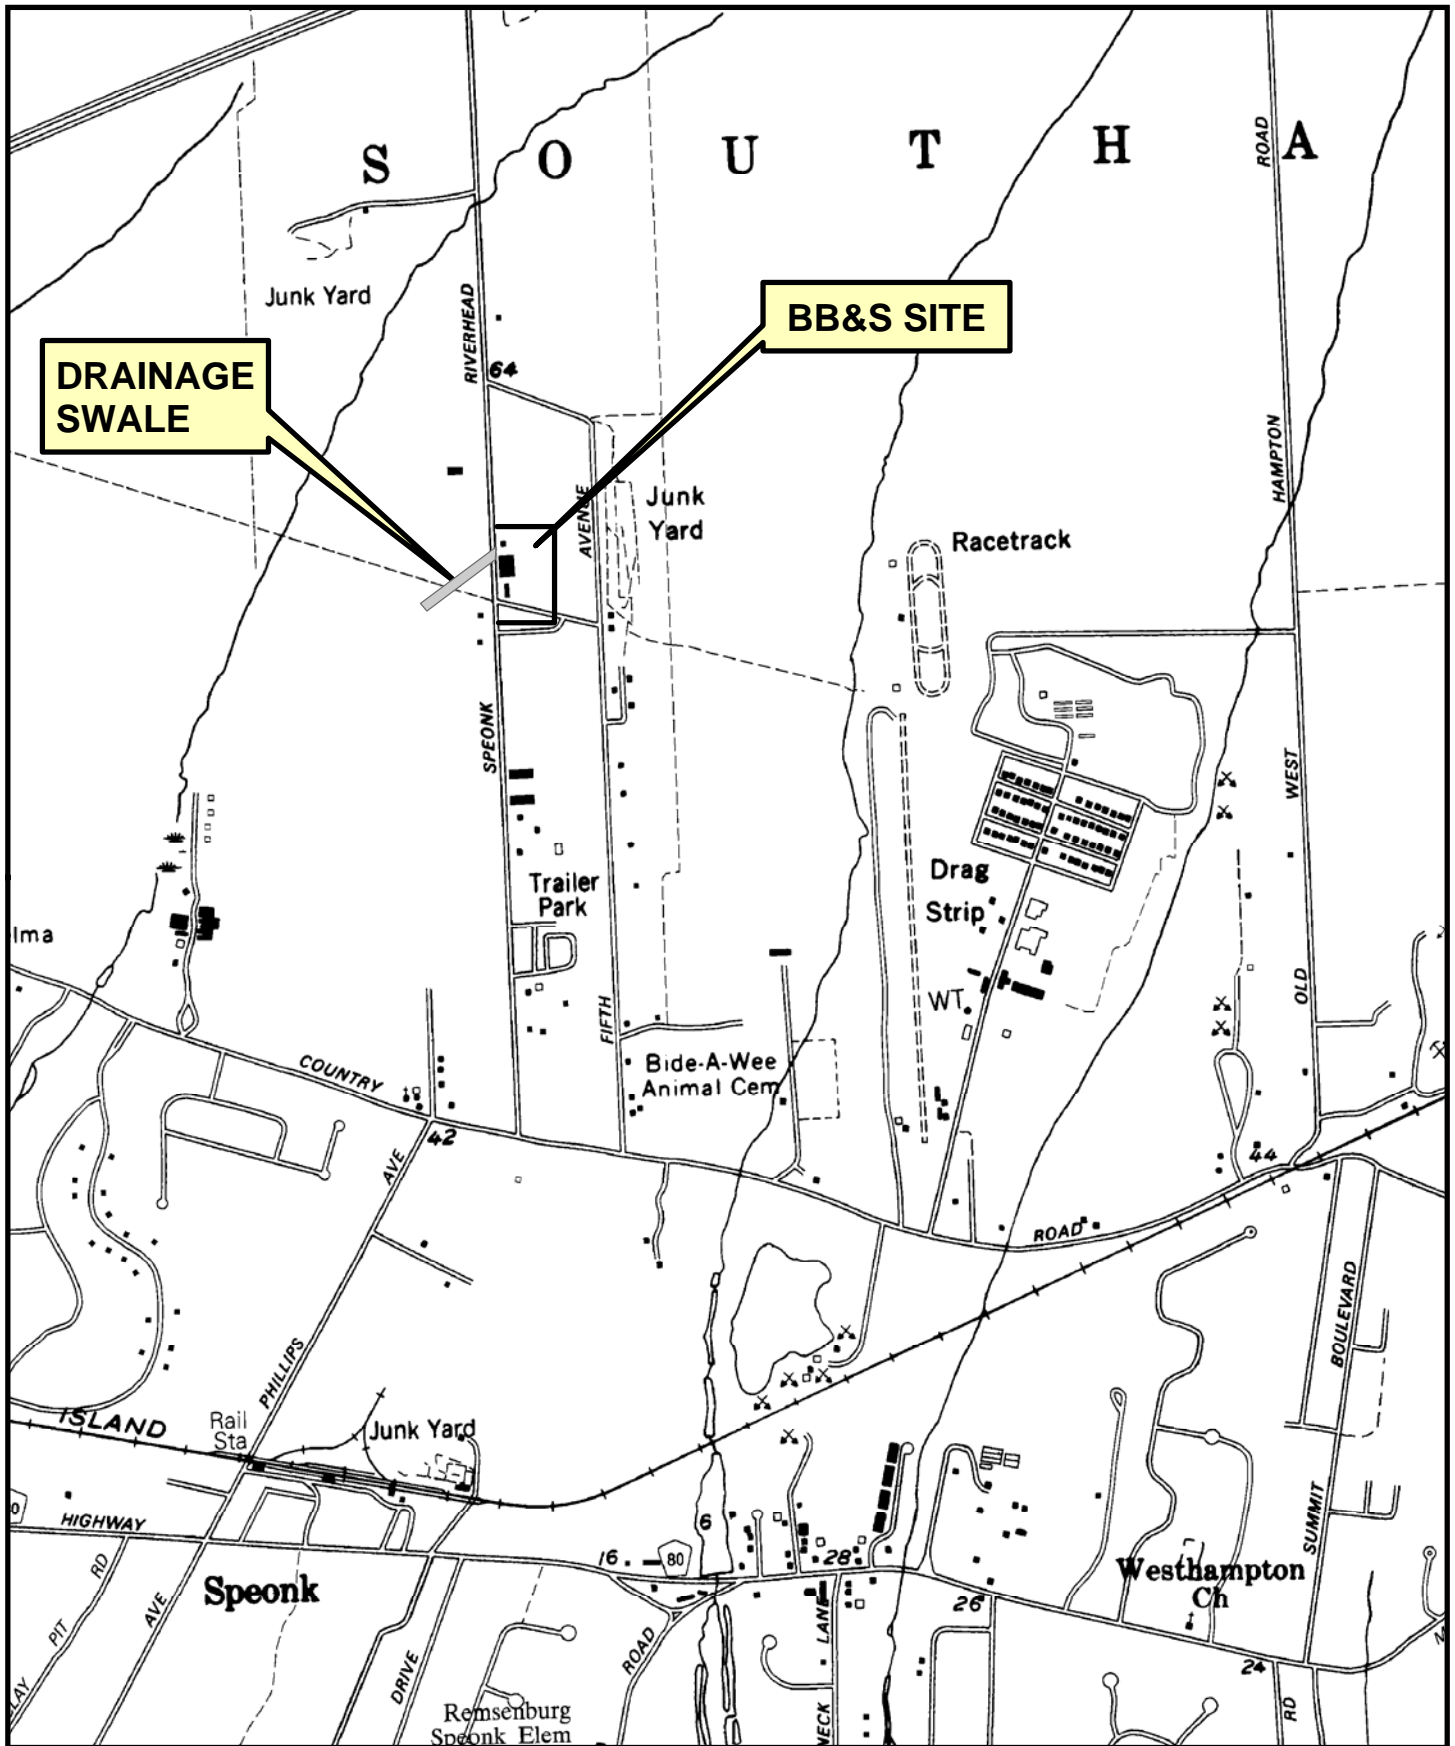 S O U T H A
ROAD
Junk Yard
RIVERHEAD
BB&S SITE
DRAINAGE
SWALE
64
HAMPTON
AVENUE
Junk
Yard
Racetrack
SPEONK
WEST
Drag
Strip
Trailer
Park
lma
OLD
WT
FIFTH
COUNTRY
Bide-A-Wee
Animal Cem
42
AVE
44
ROAD
BOULEVARD
PHILLIPS
ISLAND
Rail
Sta
Junk Yard
HIGHWAY
6
SUMMIT
16
80
28
RD
PIT
AVE
Speonk
Westhampton
Ch
26
LANE
ROAD
DRIVE
24
LAY
Remsenburg
Speonk Elem
NECK
RD